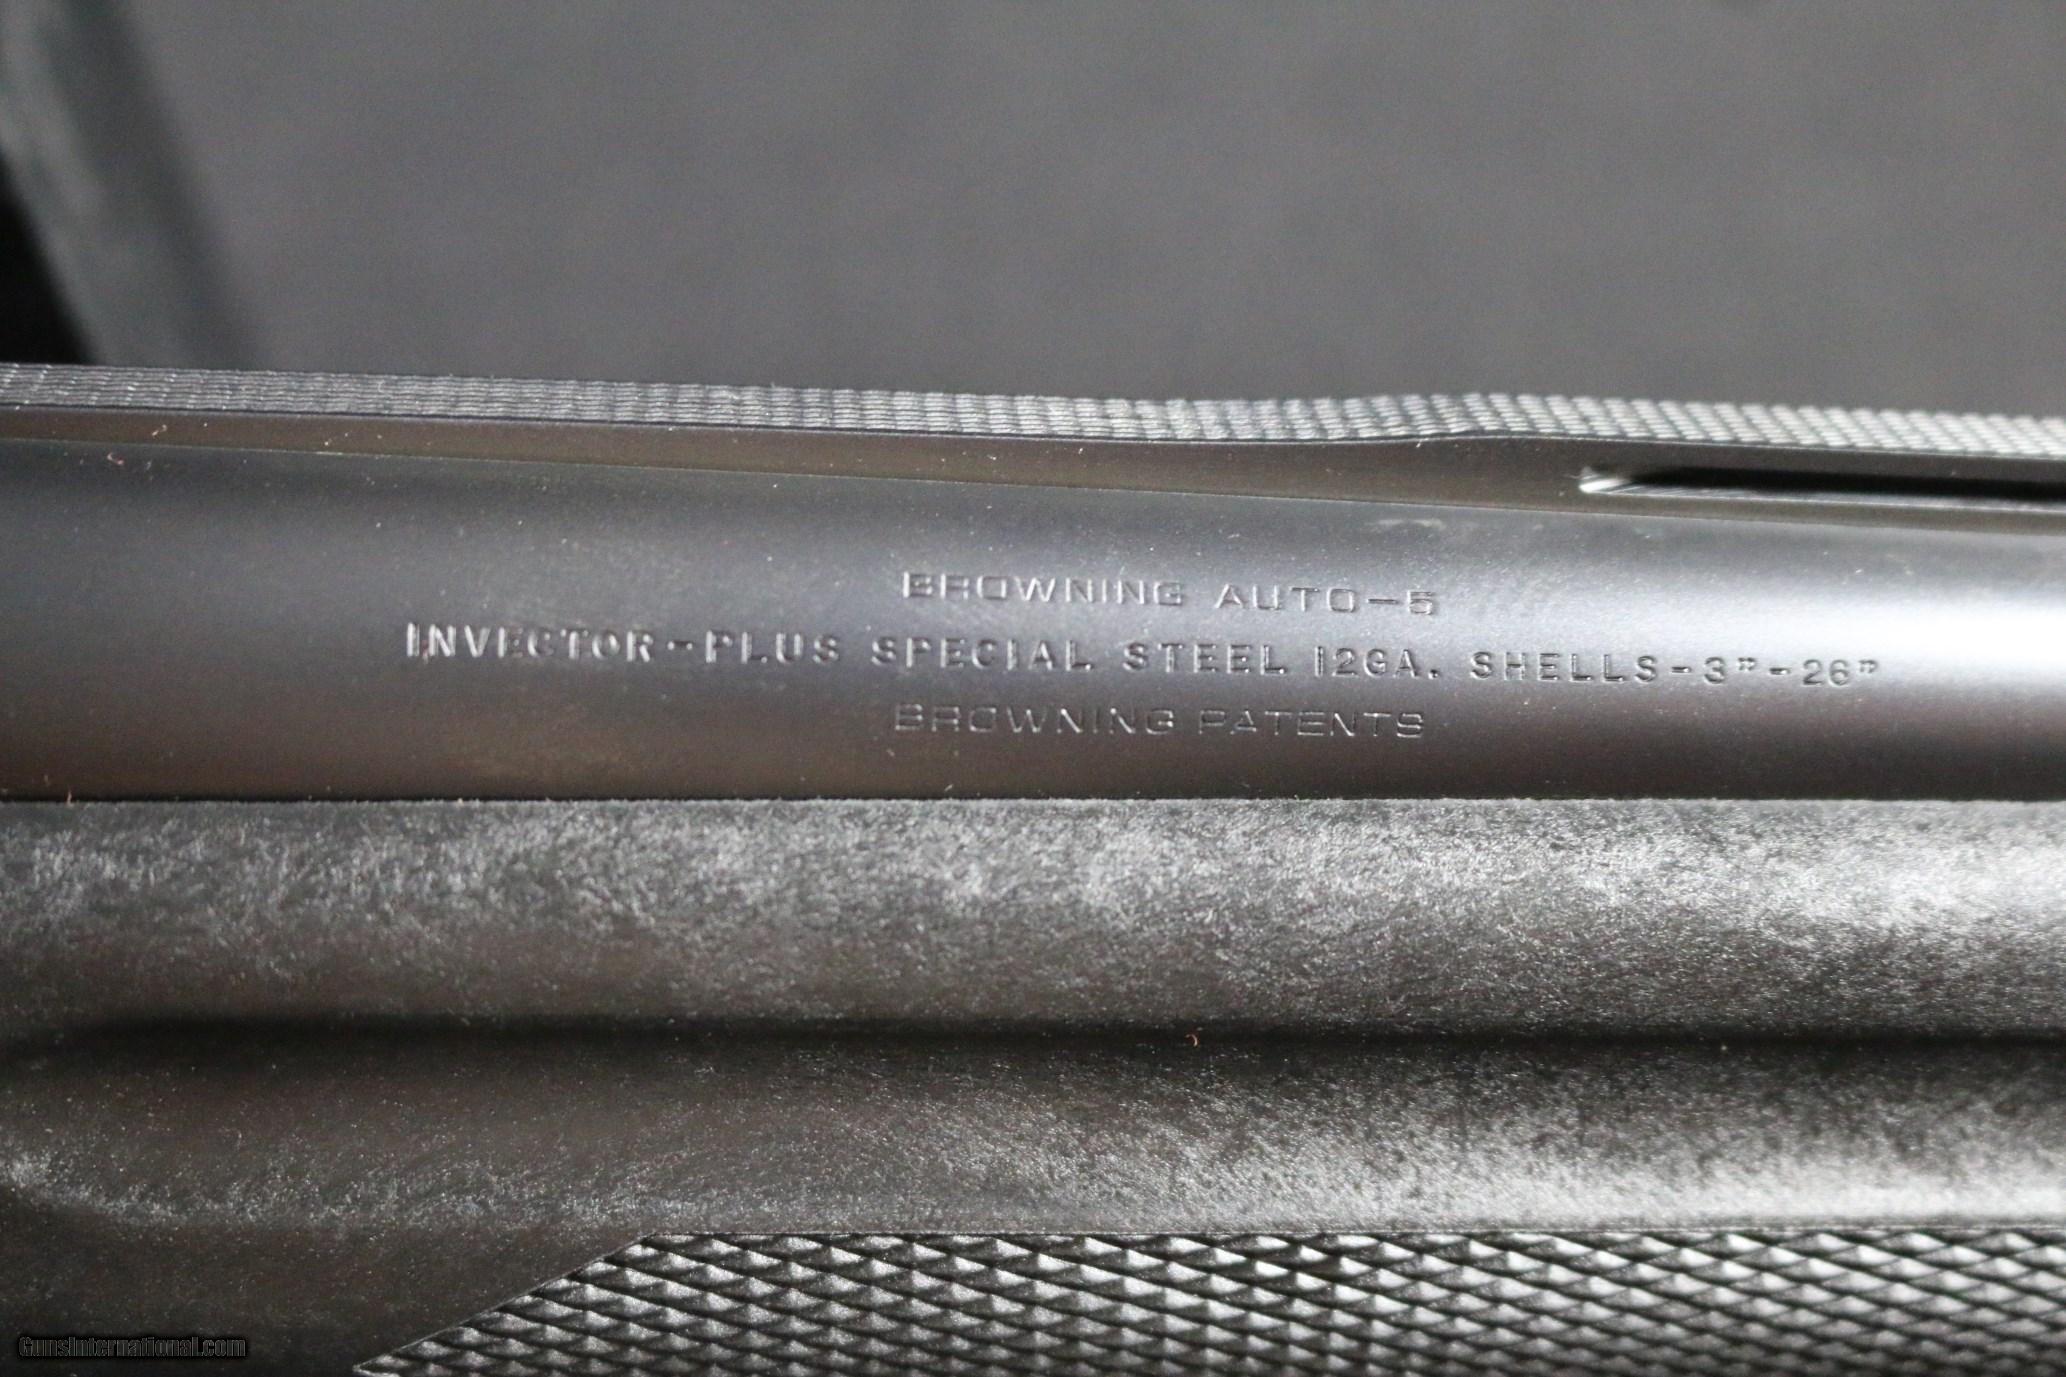 BROWNING AUTO-5
INVECTOR-PLUS SPECIAL STEEL 12GA. SHELLS-3"-26"
BROWNING PATENTS
GunsInternational.com